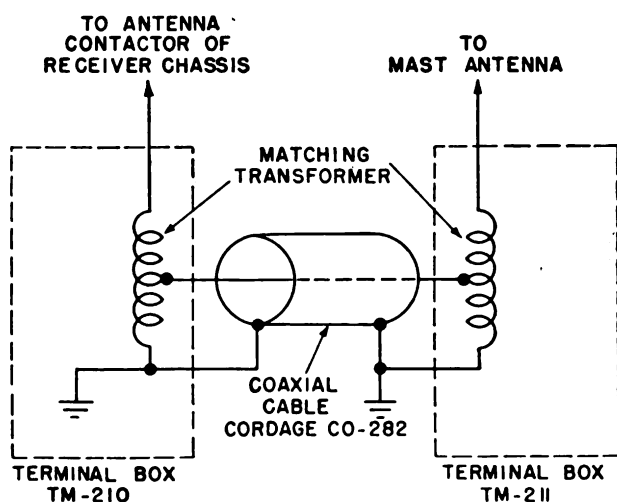 TO ANTENNA
CONTACTOR OF
RECEIVER CHASSIS
TO
MAST ANTENNA
MATCHING
TRANSFORMER
COAXIAL
CABLE
CORDAGE CO-282
TERMINAL BOX
TM-210
TERMINAL BOX
TM-211